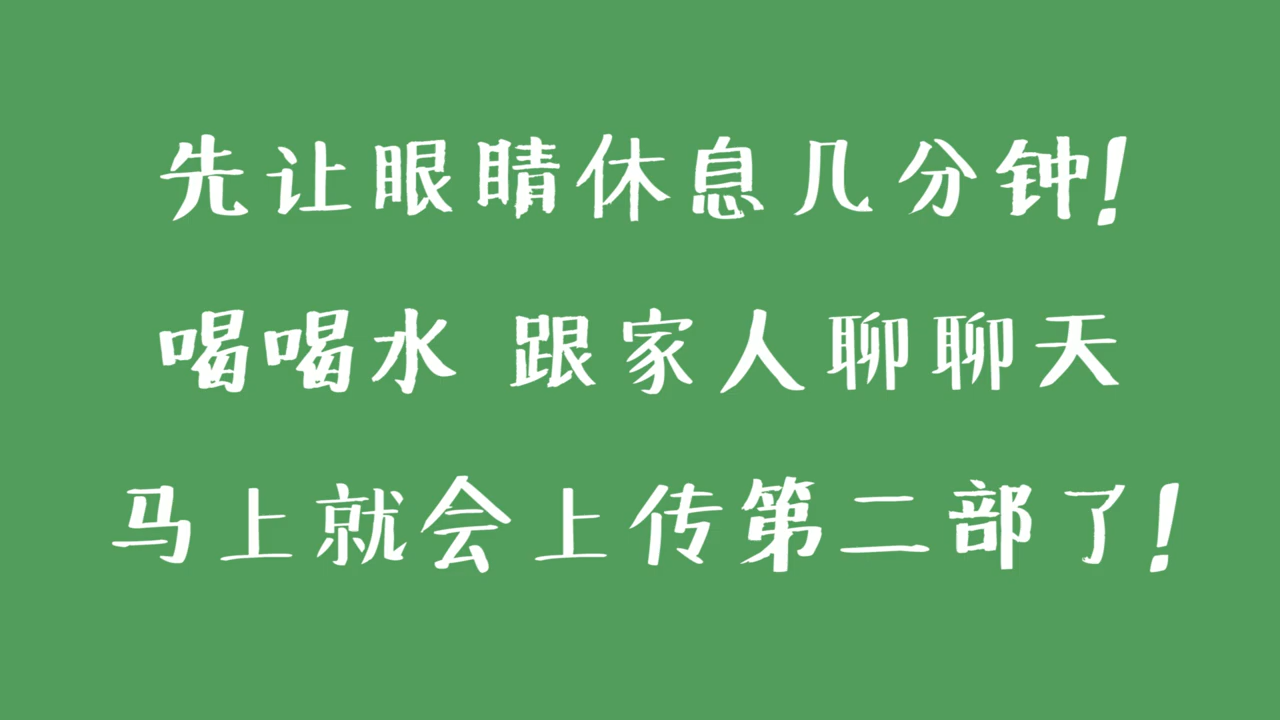 先让眼睛休息几分钟!
喝喝水 跟家人聊聊天
马上就会上传第二部了!